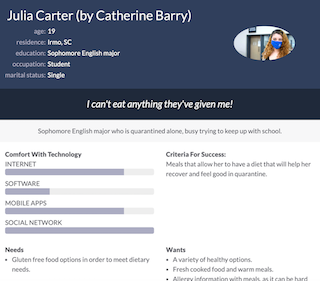 Julia Carter (by Catherine Barry)
age: 19
residence: Irmo, SC
education: Sophomore English major
occupation: Student
marital status: Single
I can't eat anything they've given me!
Sophomore English major who is quarantined alone, busy trying to keep up with school.
Comfort With Technology
INTERNET
SOFTWARE
MOBILE APPS
SOCIAL NETWORK
Criteria For Success:
Meals that allow her to have a diet that will help her
recover and feel good in quarantine.
Needs
• Gluten free food options in order to meet dietary
needs.
Wants
• A variety of healthy options.
• Fresh cooked food and warm meals.
• Allergy information with meals, as it can be hard